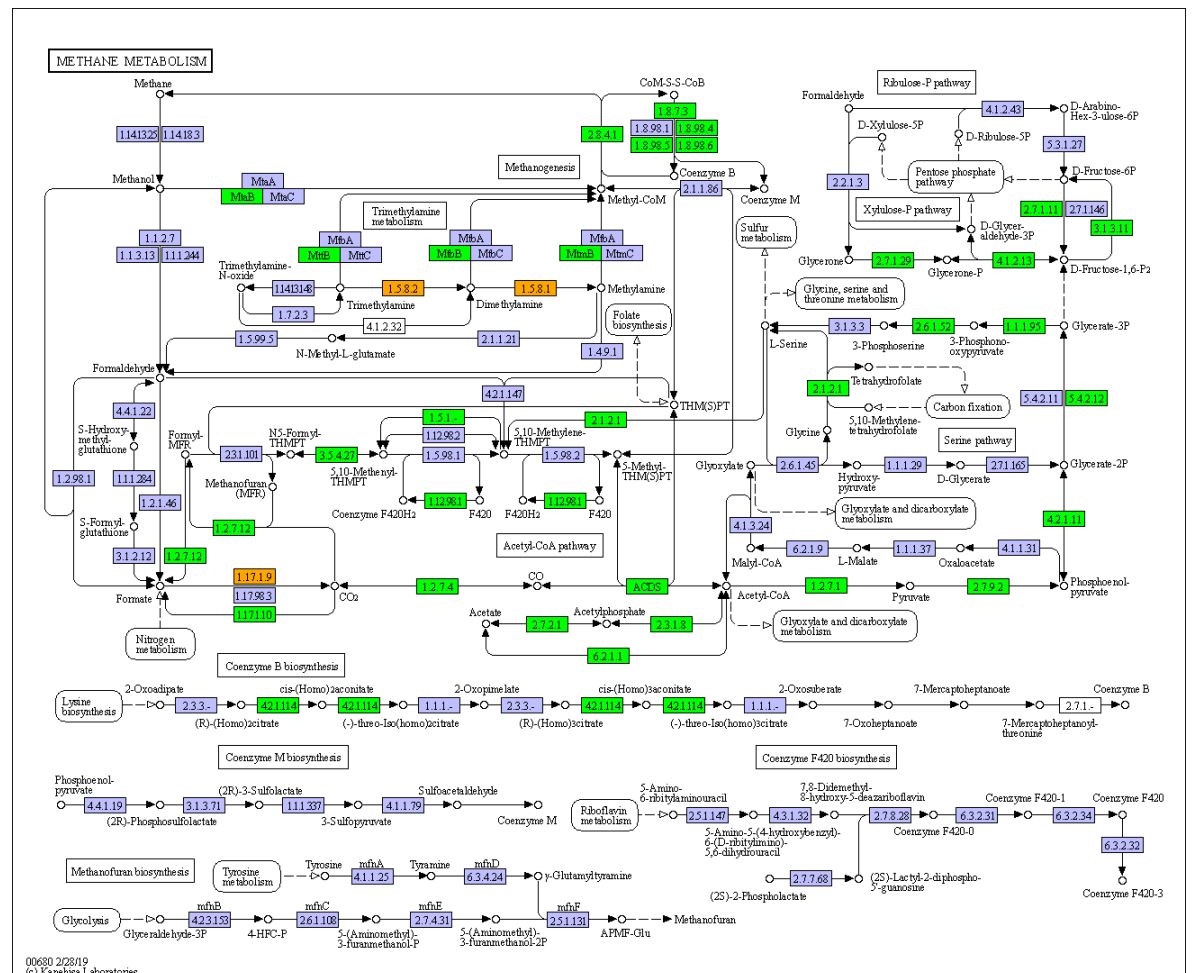 METHANE METABOLISM
Methane
CoM-S-S-CoB
Ribulose-P pathway
Formaldehyde
4.1.2.43
D-Arabino-
Hex-3-ulose-6P
1.14.13.25
1.14.18.3
2.8.4.1
1.8.7.3
1.8.98.1
1.8.98.4
1.8.98.5
1.8.98.6
D-Xylulose-5P
D-Ribulose-5P
5.3.1.27
Methanogenesis
Methanol
MtaA
MtaB
MtaC
Coenzyme B
2.1.1.86
Methyl-CoM
Coenzyme M
2.2.1.3
Pentose phosphate
pathway
D-Fructose-6P
Xylulose-P pathway
2.7.1.11
2.7.1.146
3.1.3.11
Trimethylamine
metabolism
Sulfur
metabolism
D-Glycer-
aldehyde-3P
1.1.2.7
1.1.3.13
1.1.1.244
MtbA
MttB
MttC
MtbA
MtbB
MtbC
MtbA
MtmB
MtmC
Glycerone
2.7.1.29
Glycerone-P
4.1.2.13
D-Fructose-1,6-P2
Trimethylamine-
N-oxide
1.14.13.148
1.7.2.3
Trimethylamine
1.5.8.2
Dimethylamine
1.5.8.1
Methylamine
Glycine, serine and
threonine metabolism
4.1.2.32
Folate
biosynthesis
1.5.99.5
N-Methyl-L-glutamate
2.1.1.21
1.4.9.1
L-Serine
3.1.3.3
3-Phosphoserine
2.6.1.52
3-Phosphono-
oxypyruvate
1.1.1.95
Glycerate-3P
Formaldehyde
4.2.1.147
THM(S)PT
Tetrahydrofolate
2.1.2.1
5.4.2.11
5.4.2.12
4.4.1.22
S-Hydroxy-
methyl-
glutathione
Formyl-
MFR
N5-Formyl-
THMPT
1.5.1.-
1.12.98.2
5,10-Methylene-
THMPT
2.1.2.1
Carbon fixation
5,10-Methylene-
tetrahydrofolate
Glycine
Serine pathway
2.3.1.101
3.5.4.27
5,10-Methenyl-
THMPT
1.5.98.1
1.5.98.2
5-Methyl-
THM(S)PT
Glyoxylate
2.6.1.45
Hydroxy-
pyruvate
1.1.1.29
D-Glycerate
2.7.1.165
Glycerate-2P
1.2.98.1
1.1.1.284
Methanofuran
(MFR)
1.2.1.46
1.12.98.1
1.12.98.1
Coenzyme F420H2
F420
F420H2
F420
Glyoxylate and dicarboxylate
metabolism
S-Formyl-
glutathione
1.2.7.12
4.1.3.24
4.2.1.11
3.1.2.12
1.2.7.12
Acetyl-CoA pathway
Malyl-CoA
6.2.1.9
L-Malate
1.1.1.37
Oxaloacetate
4.1.1.31
Formate
1.17.1.9
1.17.98.3
1.17.1.10
CO2
1.2.7.4
CO
ACDS
Acetyl-CoA
1.2.7.1
Pyruvate
2.7.9.2
Phosphoenol-
pyruvate
Nitrogen
metabolism
Acetate
2.7.2.1
Acetylphosphate
2.3.1.8
6.2.1.1
Glyoxylate and dicarboxylate
metabolism
Coenzyme B biosynthesis
Lysine
biosynthesis
2-Oxoadipate
2.3.3.-
(R)-(Homo)2citrate
4.2.1.114
cis-(Homo)2aconitate
4.2.1.114
(-)-threo-Iso(homo)2citrate
1.1.1.-
2-Oxopimelate
2.3.3.-
(R)-(Homo)3citrate
4.2.1.114
cis-(Homo)3aconitate
4.2.1.114
(-)-threo-Iso(homo)3citrate
1.1.1.-
2-Oxosuberate
7-Oxoheptanoate
7-Mercaptoheptanoate
7-Mercaptoheptanoyl-
threonine
2.7.1.-
Coenzyme B
Coenzyme M biosynthesis
Phosphoenol-
pyruvate
4.4.1.19
(2R)-Phosphosulfolactate
3.1.3.71
(2R)-3-Sulfolactate
1.1.1.337
3-Sulfopyruvate
4.1.1.79
Sulfoacetaldehyde
Coenzyme M
Coenzyme F420 biosynthesis
Riboflavin
metabolism
5-Amino-
6-ribitylaminouracil
2.5.1.147
5-Amino-5-(4-hydroxybenzyl)-
6-(D-ribitylimino)-
5,6-dihydrouracil
4.3.1.32
7,8-Didemethyl-
8-hydroxy-5-deazariboflavin
2.7.8.28
Coenzyme F420-0
6.3.2.31
Coenzyme F420-1
6.3.2.34
Coenzyme F420
6.3.2.32
Coenzyme F420-3
(2S)-2-Phospholactate
2.7.7.68
(2S)-Lactyl-2-diphospho-
5'-guanosine
Methanofuran biosynthesis
Tyrosine
metabolism
Tyrosine
mfnA
4.1.1.25
Tyramine
mfnD
6.3.4.24
γ-Glutamyltyramine
Glycolysis
Glyceraldehyde-3P
mfnB
4.2.3.153
4-HFC-P
mfnC
2.6.1.108
5-(Aminomethyl)-
3-furanmethanol-P
mfnE
2.7.4.31
5-(Aminomethyl)-
3-furanmethanol-2P
mfnF
2.5.1.131
APMF-Glu
Methanofuran
00680 2/28/19
(c) Kanehisa Laboratories